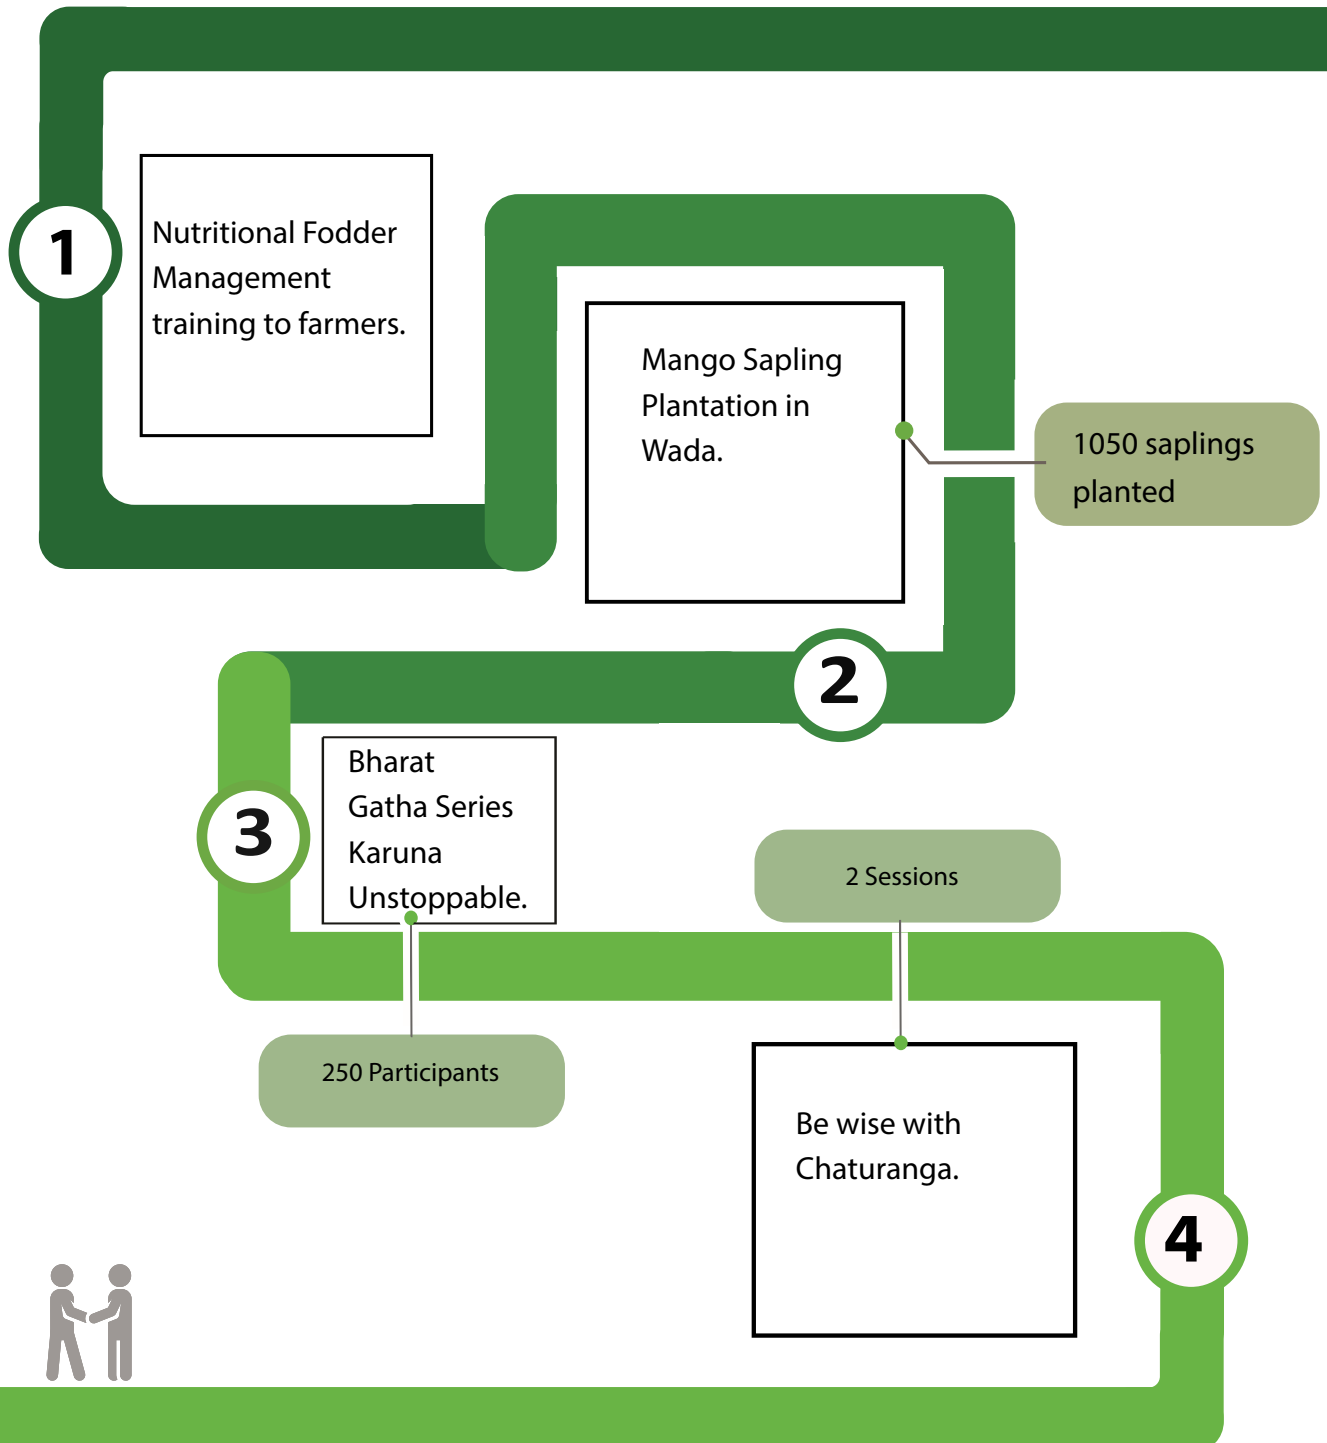 1
Nutritional Fodder
Management
training to farmers.
Mango Sapling
Plantation in
Wada.
1050 saplings
planted
2
3
Bharat
Gatha Series
Karuna
Unstoppable.
250 Participants
2 Sessions
Be wise with
Chaturanga.
4